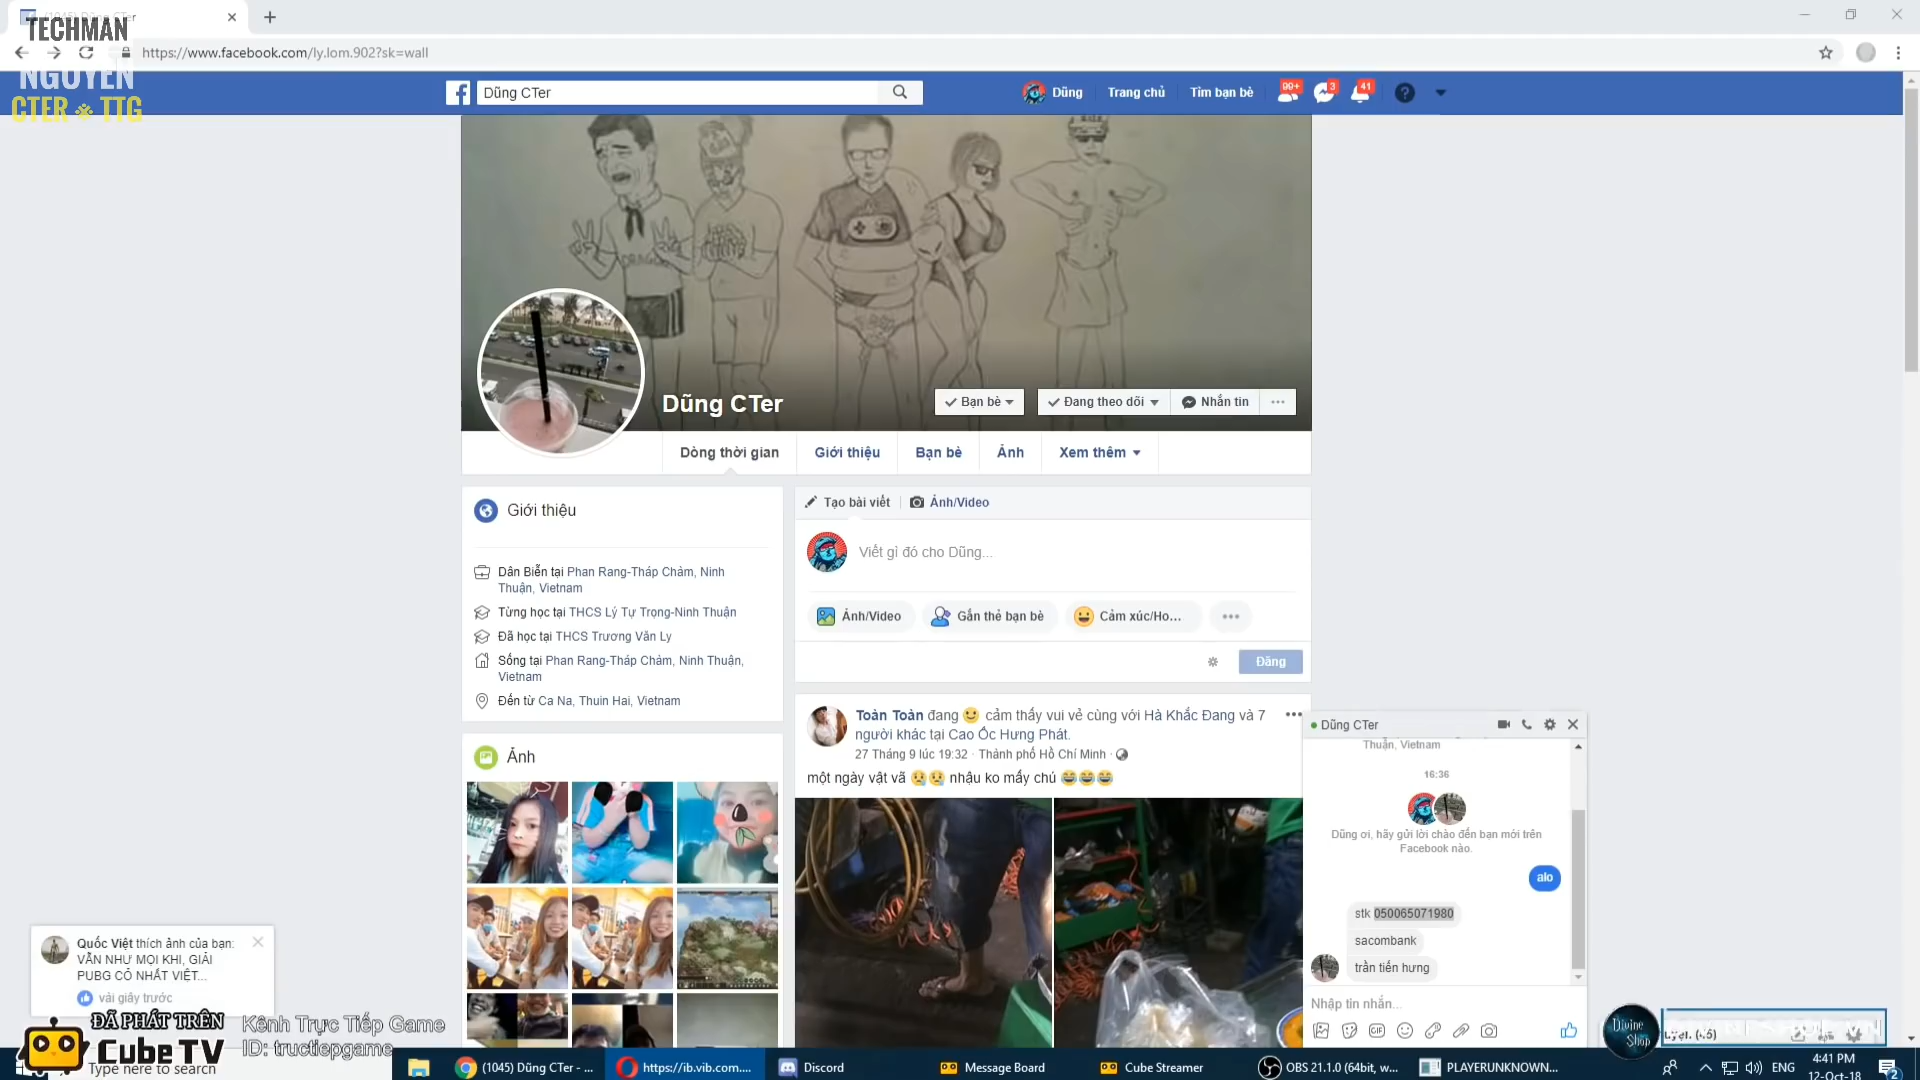 TECHMAN
NGUYEN
CTER TTG
(1045) Dũng CTer
https://www.facebook.com/ly.lom.902?sk=wall
Dũng CTer
Dũng
Trang chủ
Tìm bạn bè
99+
3
41
DRAGV
Dũng CTer
Bạn bè
Đang theo dõi
Nhắn tin
Dòng thời gian
Giới thiệu
Bạn bè
Ảnh
Xem thêm
Giới thiệu
Dân Biển tại Phan Rang-Tháp Chàm, Ninh
Thuận, Vietnam
Từng học tại THCS Lý Tự Trọng-Ninh Thuận
Đã học tại THCS Trương Văn Ly
Sống tại Phan Rang-Tháp Chàm, Ninh Thuận,
Vietnam
Đến từ Ca Na, Thuin Hai, Vietnam
Ảnh
Tạo bài viết
Ảnh/Video
Viết gì đó cho Dũng...
Ảnh/Video
Gắn thẻ bạn bè
Cảm xúc/Ho...
Đăng
Toàn Toàn đang cảm thấy vui vẻ cùng với Hà Khắc Đang và 7
người khác tại Cao Ốc Hưng Phát.
27 Tháng 9 lúc 19:32 · Thành phố Hồ Chí Minh ·
một ngày vật vã nhậu ko mấy chú
Dũng CTer
Thuận, Vietnam
16:36
Dũng ơi, hãy gửi lời chào đến bạn mới trên
Facebook nào.
alo
stk 050065071980
sacombank
trần tiến hưng
Nhập tin nhắn...
Quốc Việt thích ảnh của bạn:
VẪN NHƯ MỌI KHI, GIẢI
PUBG CỎ NHẤT VIỆT...
vài giây trước
ĐÃ PHÁT TRÊN
CubeTV
Kênh Trực Tiếp Game
ID: tructiepgame
Type here to search
Divine
Shop
(1045) Dũng CTer - ...
https://ib.vib.com....
Discord
Message Board
Cube Streamer
OBS 21.1.0 (64bit, w...
PLAYERUNKNOWN...
ENG
4:41 PM
12-Oct-18
2